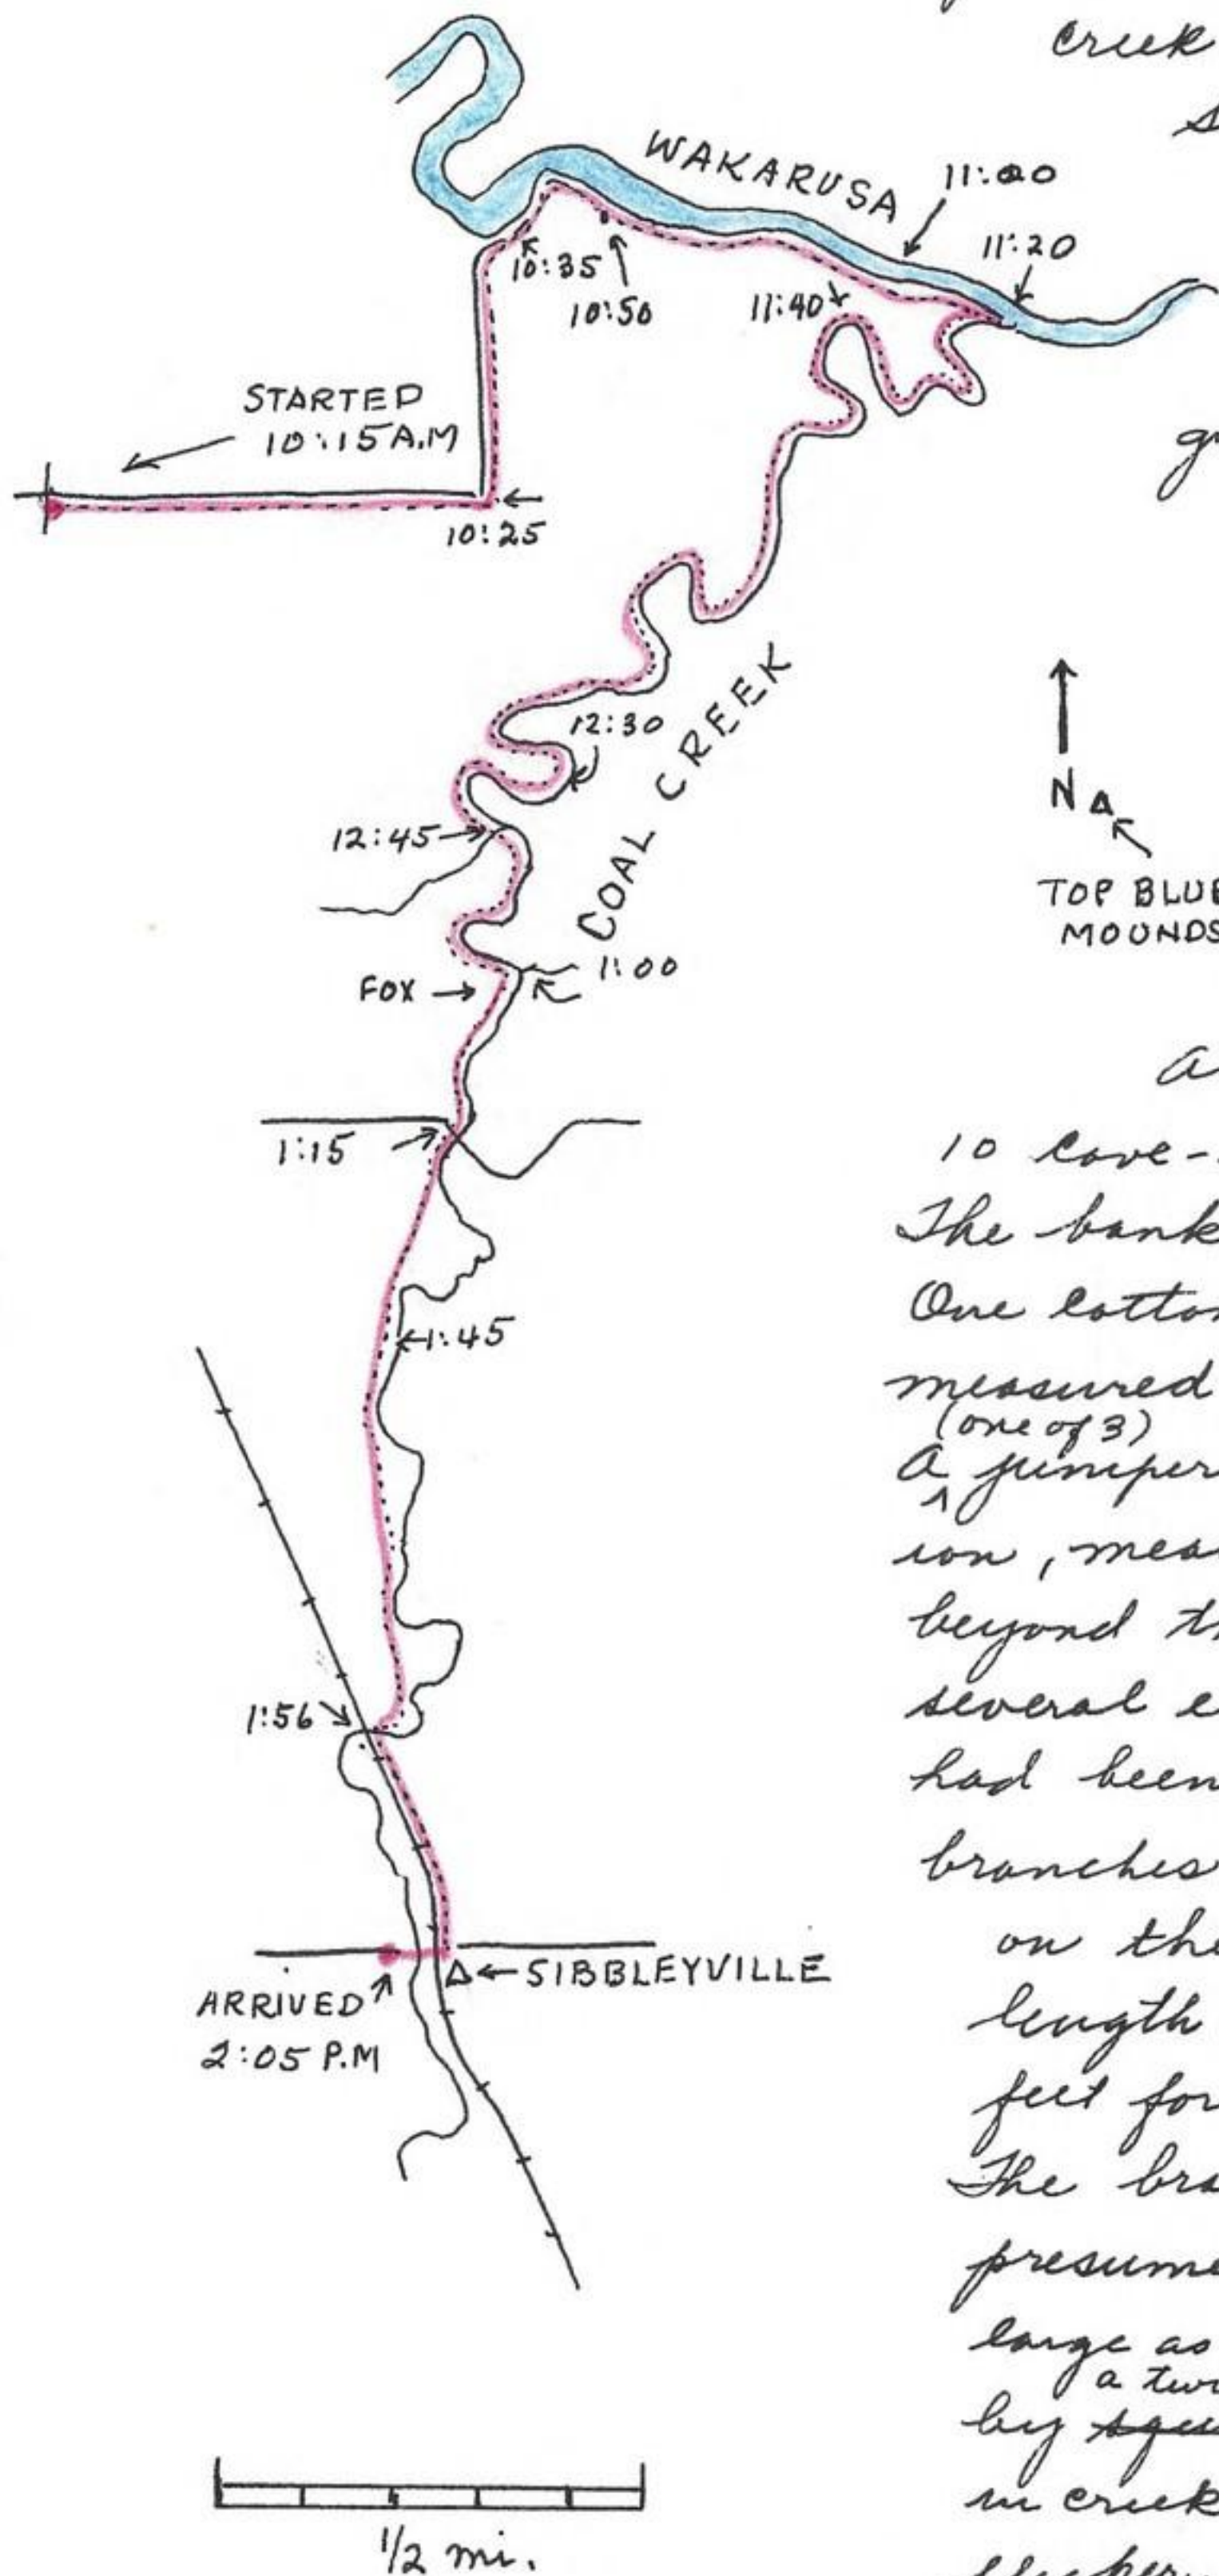 creek
WAKARUSA
11:00
11:20
10:35
10:50
11:40
STARTED
10:15 A.M
10:25
12:30
COAL CREEK
N
12:45
TOP BLUE
MOUNDS
1:00
FOX
a
1:15
10 cave-
The bank
One cotton
1:45
measured
(one of 3)
A juniper
ion, mea
beyond th
several e
1:56
had been
branches
on the
SIBBLEYVILLE
ARRIVED
2:05 P.M
length
feet for
The bra
presume
large as
a tw
by
in creek
1/2 mi.